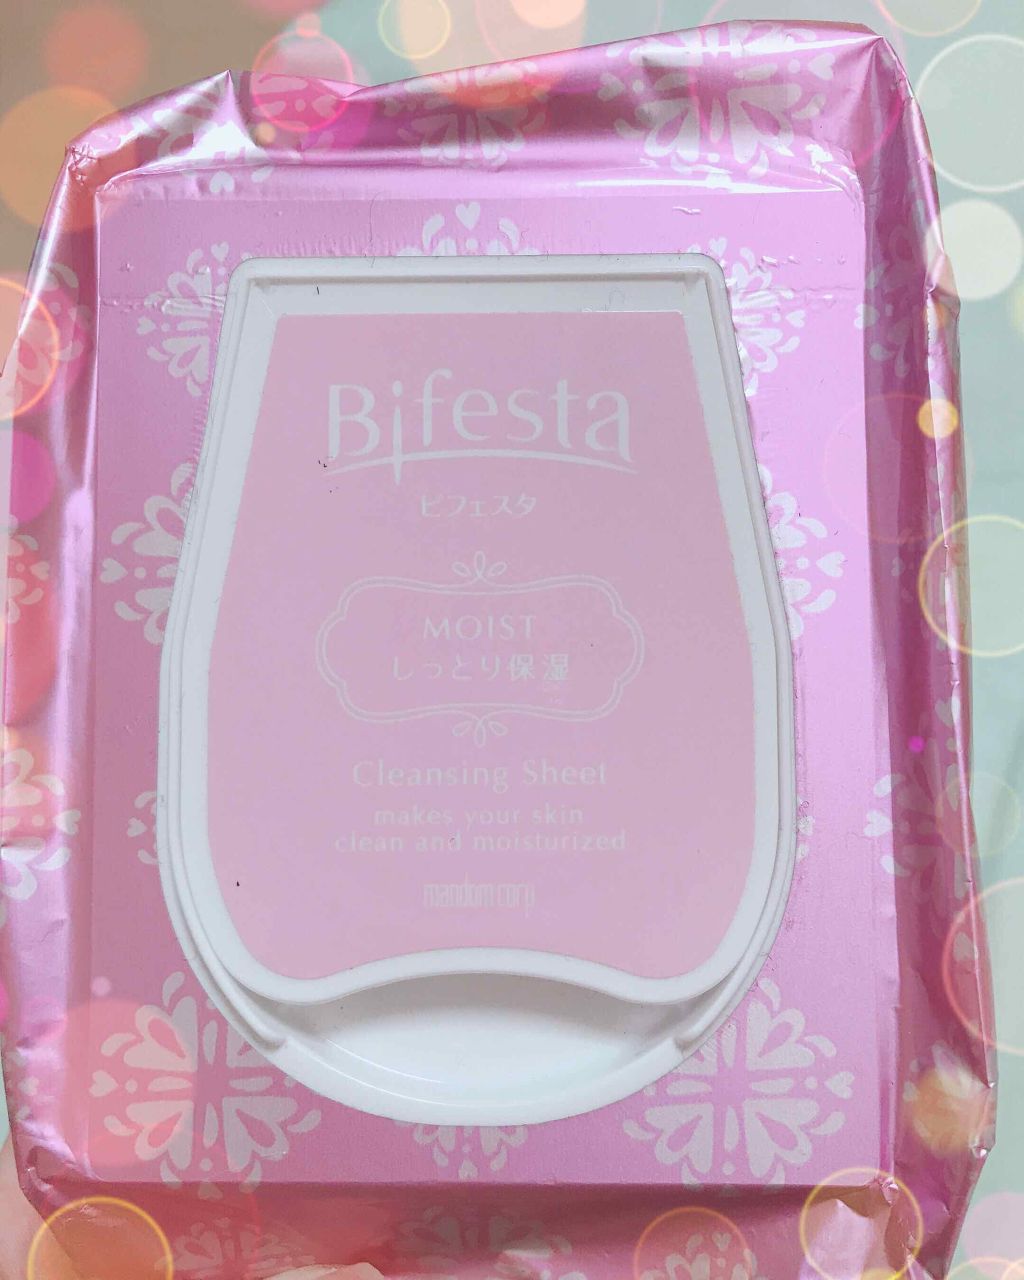 Bifesta
ビフェスタ
MOIST
しっとり保湿
Cleansing Sheet
makes your skin
clean and moisturized
mandom corp